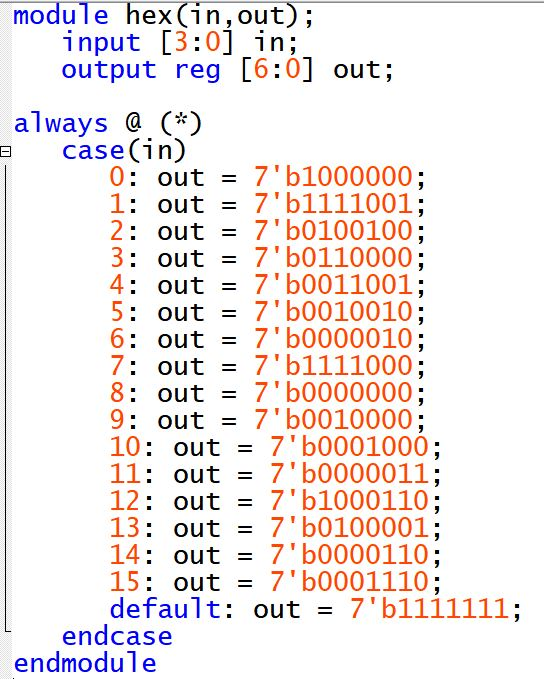 module hex(in,out);
   input [3:0] in;
   output reg [6:0] out;

always @ (*)
   case(in)
      0: out = 7'b1000000;
      1: out = 7'b1111001;
      2: out = 7'b0100100;
      3: out = 7'b0110000;
      4: out = 7'b0011001;
      5: out = 7'b0010010;
      6: out = 7'b0000010;
      7: out = 7'b1111000;
      8: out = 7'b0000000;
      9: out = 7'b0010000;
      10: out = 7'b0001000;
      11: out = 7'b0000011;
      12: out = 7'b1000110;
      13: out = 7'b0100001;
      14: out = 7'b0000110;
      15: out = 7'b0001110;
      default: out = 7'b1111111;
   endcase
endmodule